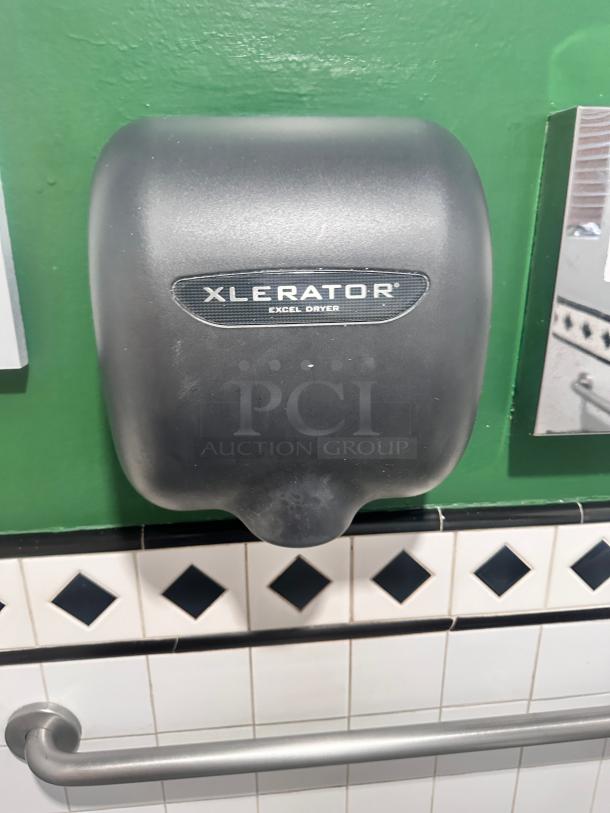 XLERATOR®
EXCEL DRYER
PCI
AUCTION GROUP